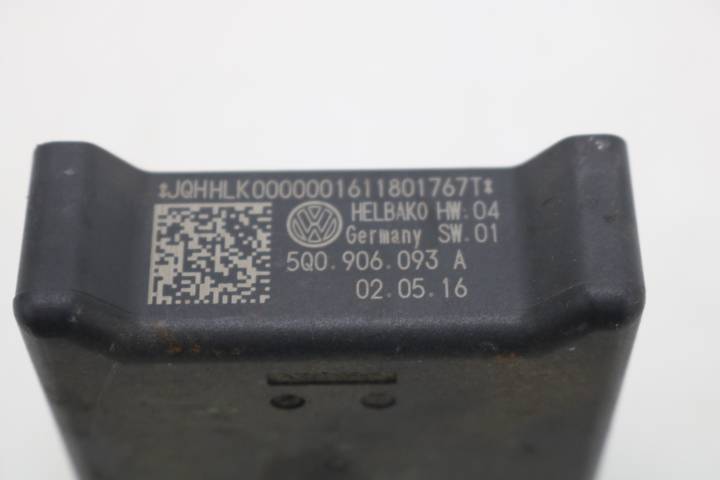 *JQHHLK0000001611801767T*
HELBAKO HW.04
Germany SW.01
5Q0.906.093 A
02.05.16